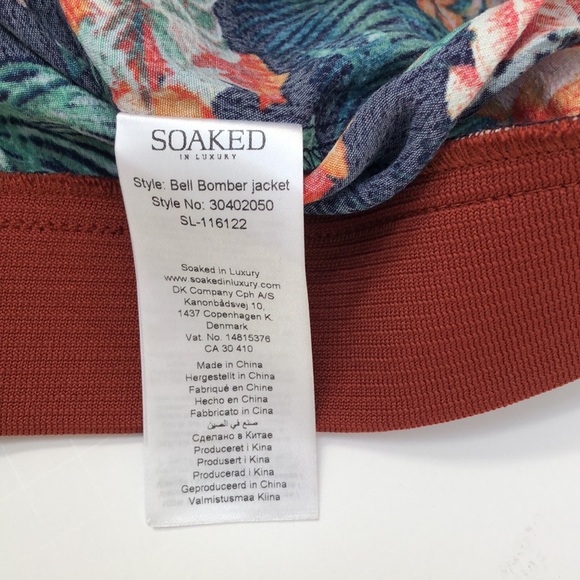 SOAKED
IN LUXURY
Style: Bell Bomber jacket
Style No: 30402050
SL-116122
Soaked in Luxury
www.soakedinluxury.com
DK Company Cph A/S
Kanonbådsvej 10,
1437 Copenhagen K.
Denmark
Vat. No. 14815376
CA 30 410
Made in China
Hergestellt in China
Fabriqué en Chine
Hecho en China
Fabbricato in Cina
صنع في الصين
Сделано в Китае
Produceret i Kina
Produsert i Kina
Producerad i Kina
Geproduceerd in China
Valmistusmaa Kiina